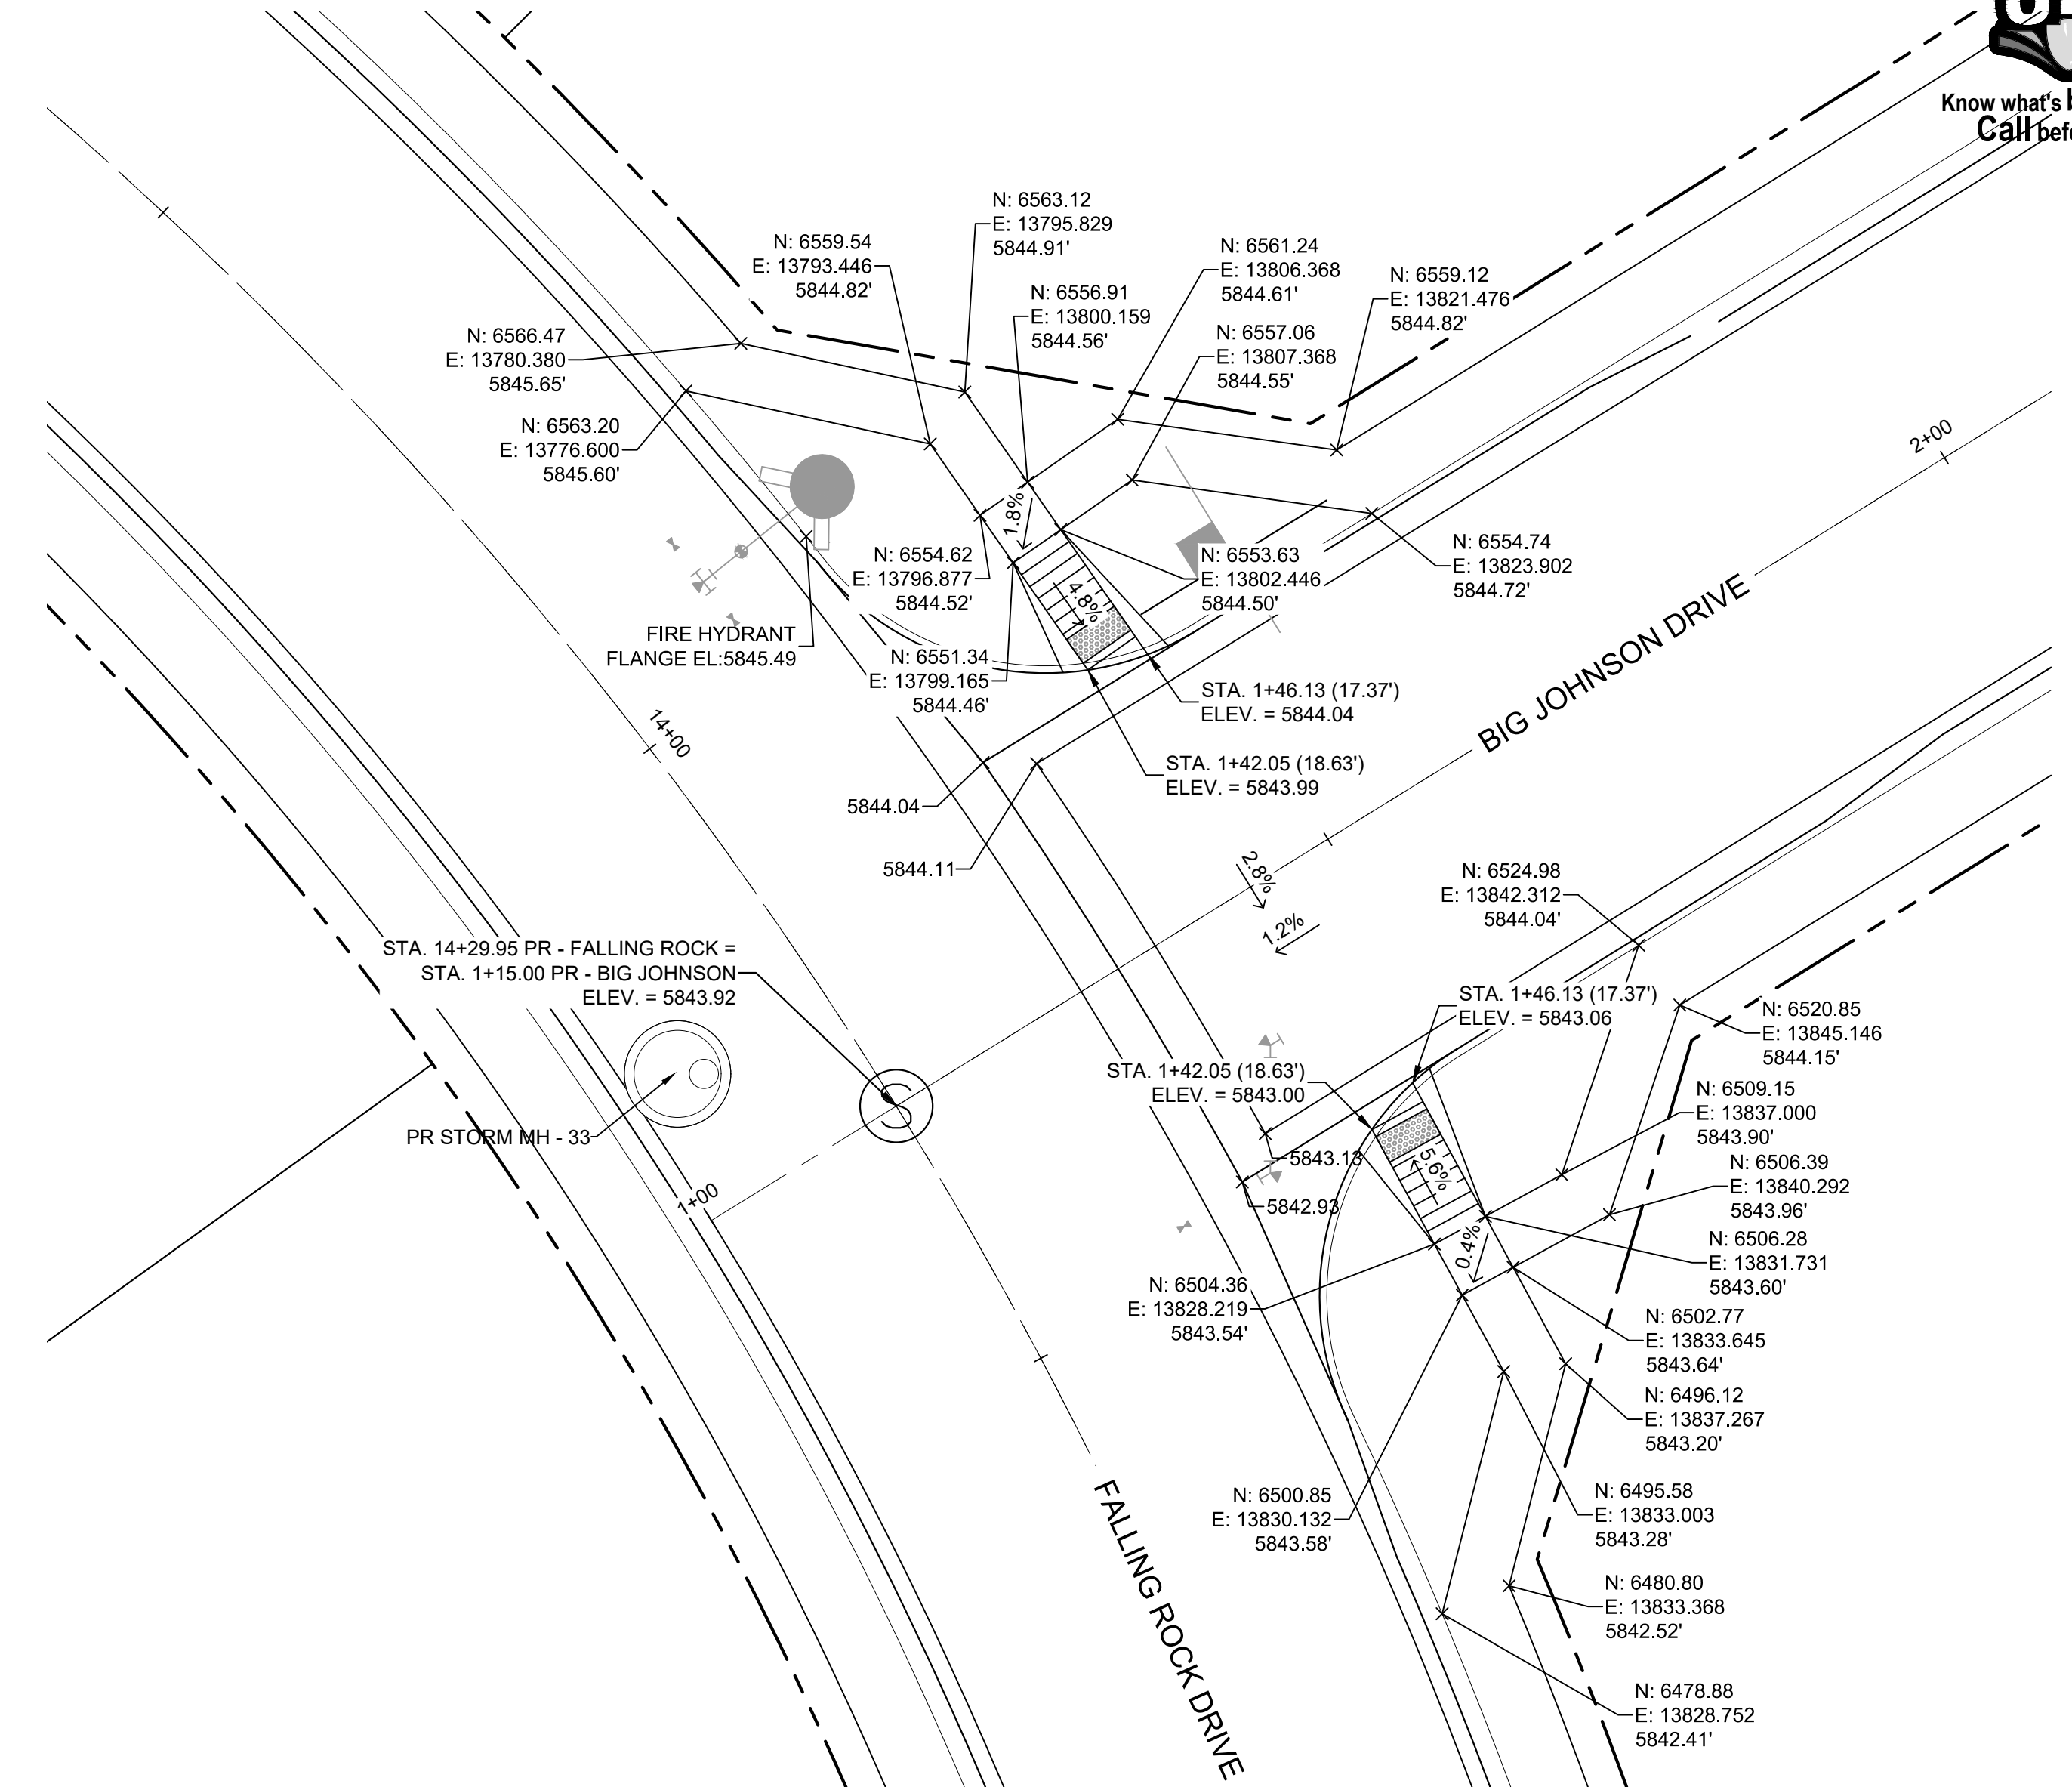 Know what's
Call
N: 6563.12
E: 13795.829
5844.91'
N: 6559.54
E: 13793.446
5844.82'
N: 6561.24
E: 13806.368
5844.61'
N: 6559.12
E: 13821.476
5844.82'
N: 6556.91
E: 13800.159
5844.56'
N: 6557.06
E: 13807.368
5844.55'
N: 6566.47
E: 13780.380
5845.65'
N: 6563.20
E: 13776.600
5845.60'
2+00
1.8%
N: 6554.62
E: 13796.877
5844.52'
N: 6553.63
E: 13802.446
5844.50'
N: 6554.74
E: 13823.902
5844.72'
4.8%
FIRE HYDRANT
FLANGE EL:5845.49
N: 6551.34
E: 13799.165
5844.46'
STA. 1+46.13 (17.37')
ELEV. = 5844.04
BIG JOHNSON DRIVE
14+00
STA. 1+42.05 (18.63')
ELEV. = 5843.99
5844.04
5844.11
2.8%
1.2%
N: 6524.98
E: 13842.312
5844.04'
STA. 14+29.95 PR - FALLING ROCK =
STA. 1+15.00 PR - BIG JOHNSON
ELEV. = 5843.92
STA. 1+46.13 (17.37')
ELEV. = 5843.06
N: 6520.85
E: 13845.146
5844.15'
STA. 1+42.05 (18.63')
ELEV. = 5843.00
N: 6509.15
E: 13837.000
5843.90'
PR STORM MH - 33
5843.13
5.6%
N: 6506.39
E: 13840.292
5843.96'
1+00
5842.93
0.4%
N: 6506.28
E: 13831.731
5843.60'
N: 6504.36
E: 13828.219
5843.54'
N: 6502.77
E: 13833.645
5843.64'
N: 6496.12
E: 13837.267
5843.20'
N: 6500.85
E: 13830.132
5843.58'
N: 6495.58
E: 13833.003
5843.28'
FALLING ROCK DRIVE
N: 6480.80
E: 13833.368
5842.52'
N: 6478.88
E: 13828.752
5842.41'